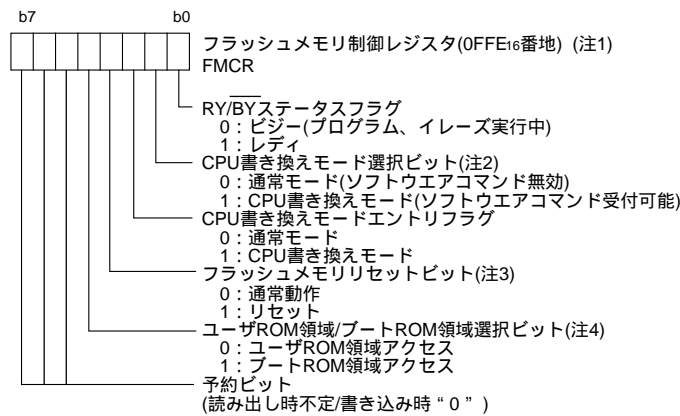 b7 b0
フラッシュメモリ制御レジスタ(0FFE16番地) (注1)
FMCR
RY/BYステータスフラグ
0：ビジー(プログラム、イレーズ実行中)
1：レディ
CPU書き換えモード選択ビット(注2)
0：通常モード(ソフトウエアコマンド無効)
1：CPU書き換えモード(ソフトウエアコマンド受付可能)
CPU書き換えモードエントリフラグ
0：通常モード
1：CPU書き換えモード
フラッシュメモリリセットビット(注3)
0：通常動作
1：リセット
ユーザROM領域/ブートROM領域選択ビット(注4)
0：ユーザROM領域アクセス
1：ブートROM領域アクセス
予約ビット
(読み出し時不定/書き込み時“０”)